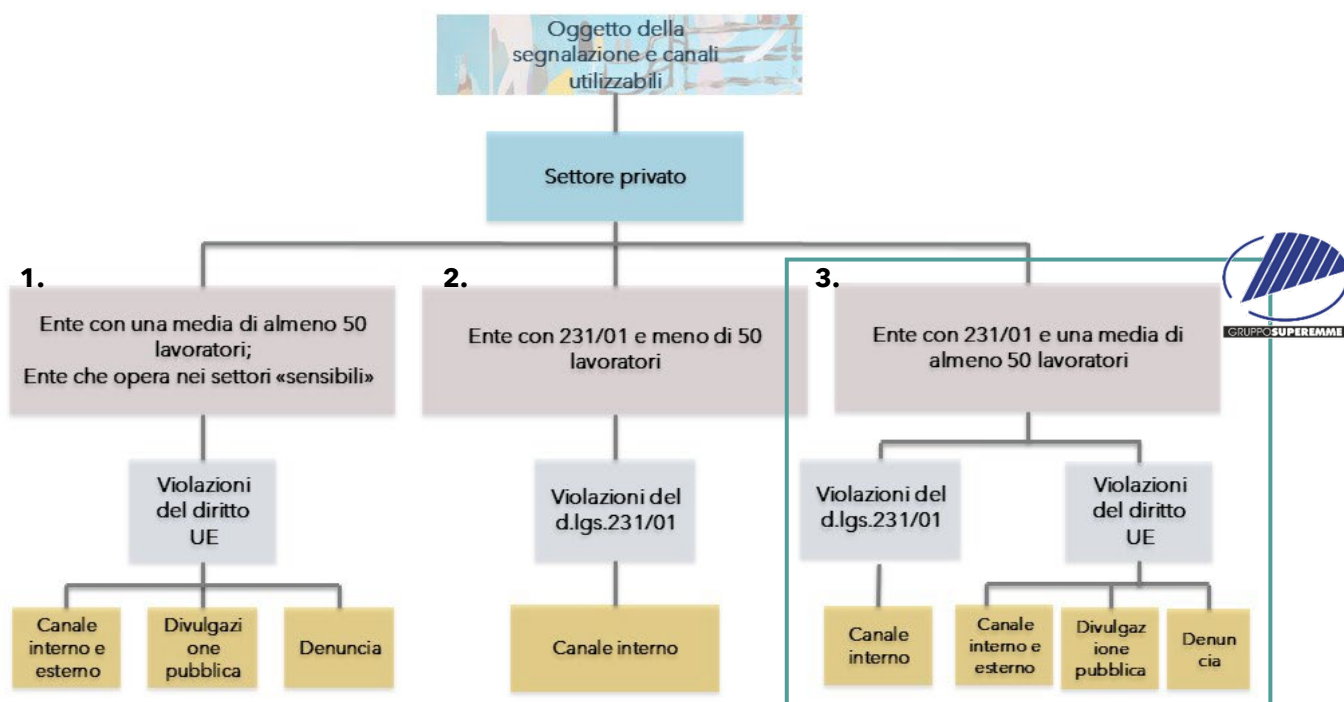 Oggetto della
segnalazione e canali
utilizzabili
Settore privato
1.
Ente con una media di almeno 50
lavoratori;
Ente che opera nei settori «sensibili»
2.
Ente con 231/01 e meno di 50
lavoratori
3.
Ente con 231/01 e una media di
almeno 50 lavoratori
GRUPPOSUPEREMME
Violazioni
del diritto
UE
Violazioni del
d.lgs.231/01
Violazioni del
d.lgs.231/01
Violazioni
del diritto
UE
Canale
interno e
esterno
Divulgazi
one
pubblica
Denuncia
Canale interno
Canale
interno
Canale
interno e
esterno
Divulgaz
ione
pubblica
Denun
cia